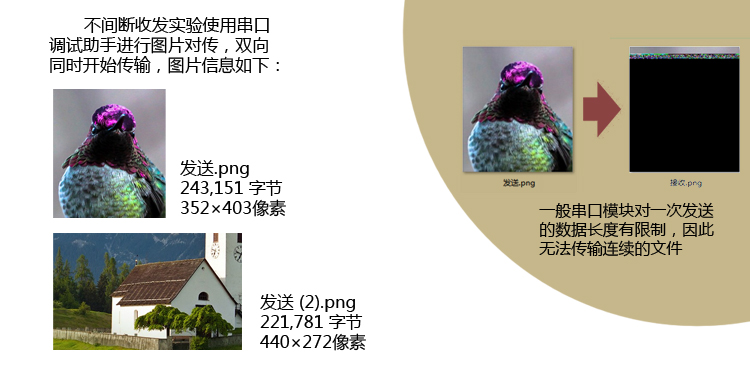 不间断收发实验使用串口
调试助手进行图片对传，双向
同时开始传输，图片信息如下：
发送.png
243,151 字节
352×403像素
发送 (2).png
221,781 字节
440×272像素
发送.png
接收.png
一般串口模块对一次发送
的数据长度有限制，因此
无法传输连续的文件